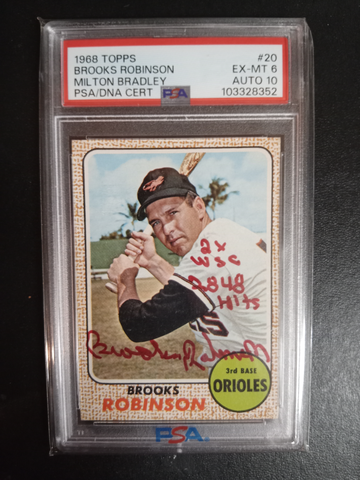 1968 TOPPS #20
BROOKS ROBINSON EX-MT 6
MILTON BRADLEY AUTO 10
PSA/DNA CERT PSA 103328352
2x
WSC
2848
Hits
Brooks Robinson
3rd BASE
ORIOLES
BROOKS
ROBINSON
PSA